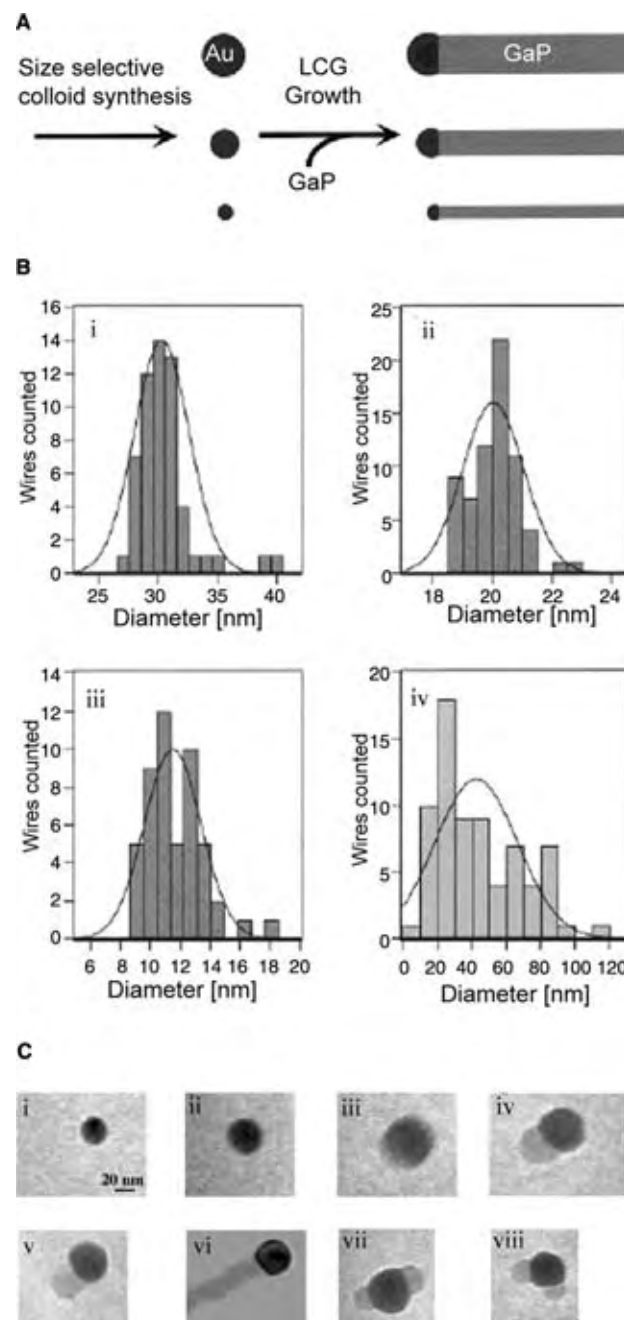 A
Size selective
colloid synthesis
Au
LCG
Growth
GaP
GaP
B
i
16
14
12
10
8
6
4
2
0
Wires counted
25 30 35 40
Diameter [nm]
ii
25
20
15
10
5
0
Wires counted
18 20 22 24
Diameter [nm]
iii
14
12
10
8
6
4
2
0
Wires counted
6 8 10 12 14 16 18 20
Diameter [nm]
iv
20
15
10
5
0
Wires counted
0 20 40 60 80 100 120
Diameter [nm]
C
i
20 nm
ii
iii
iv
v
vi
vii
viii